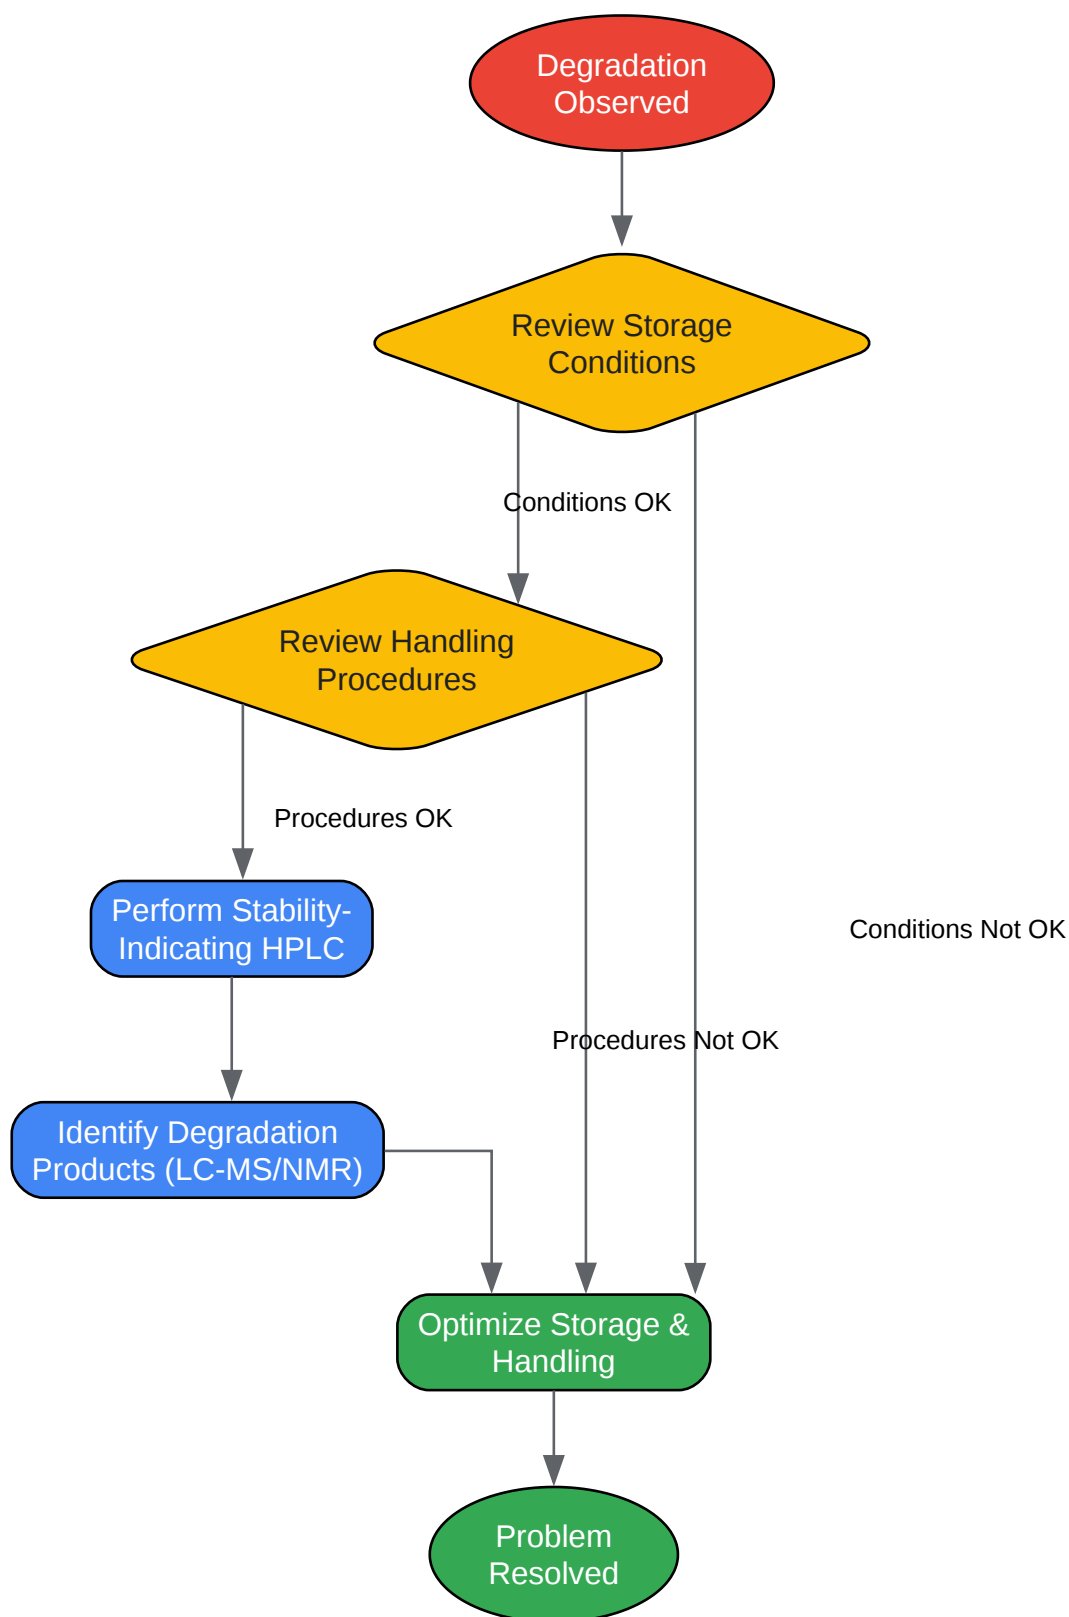 Degradation
Observed
Review Storage
Conditions
Conditions OK
Review Handling
Procedures
Procedures OK
Perform Stability-
Indicating HPLC
Conditions Not OK
Procedures Not OK
Identify Degradation
Products (LC-MS/NMR)
Optimize Storage &
Handling
Problem
Resolved